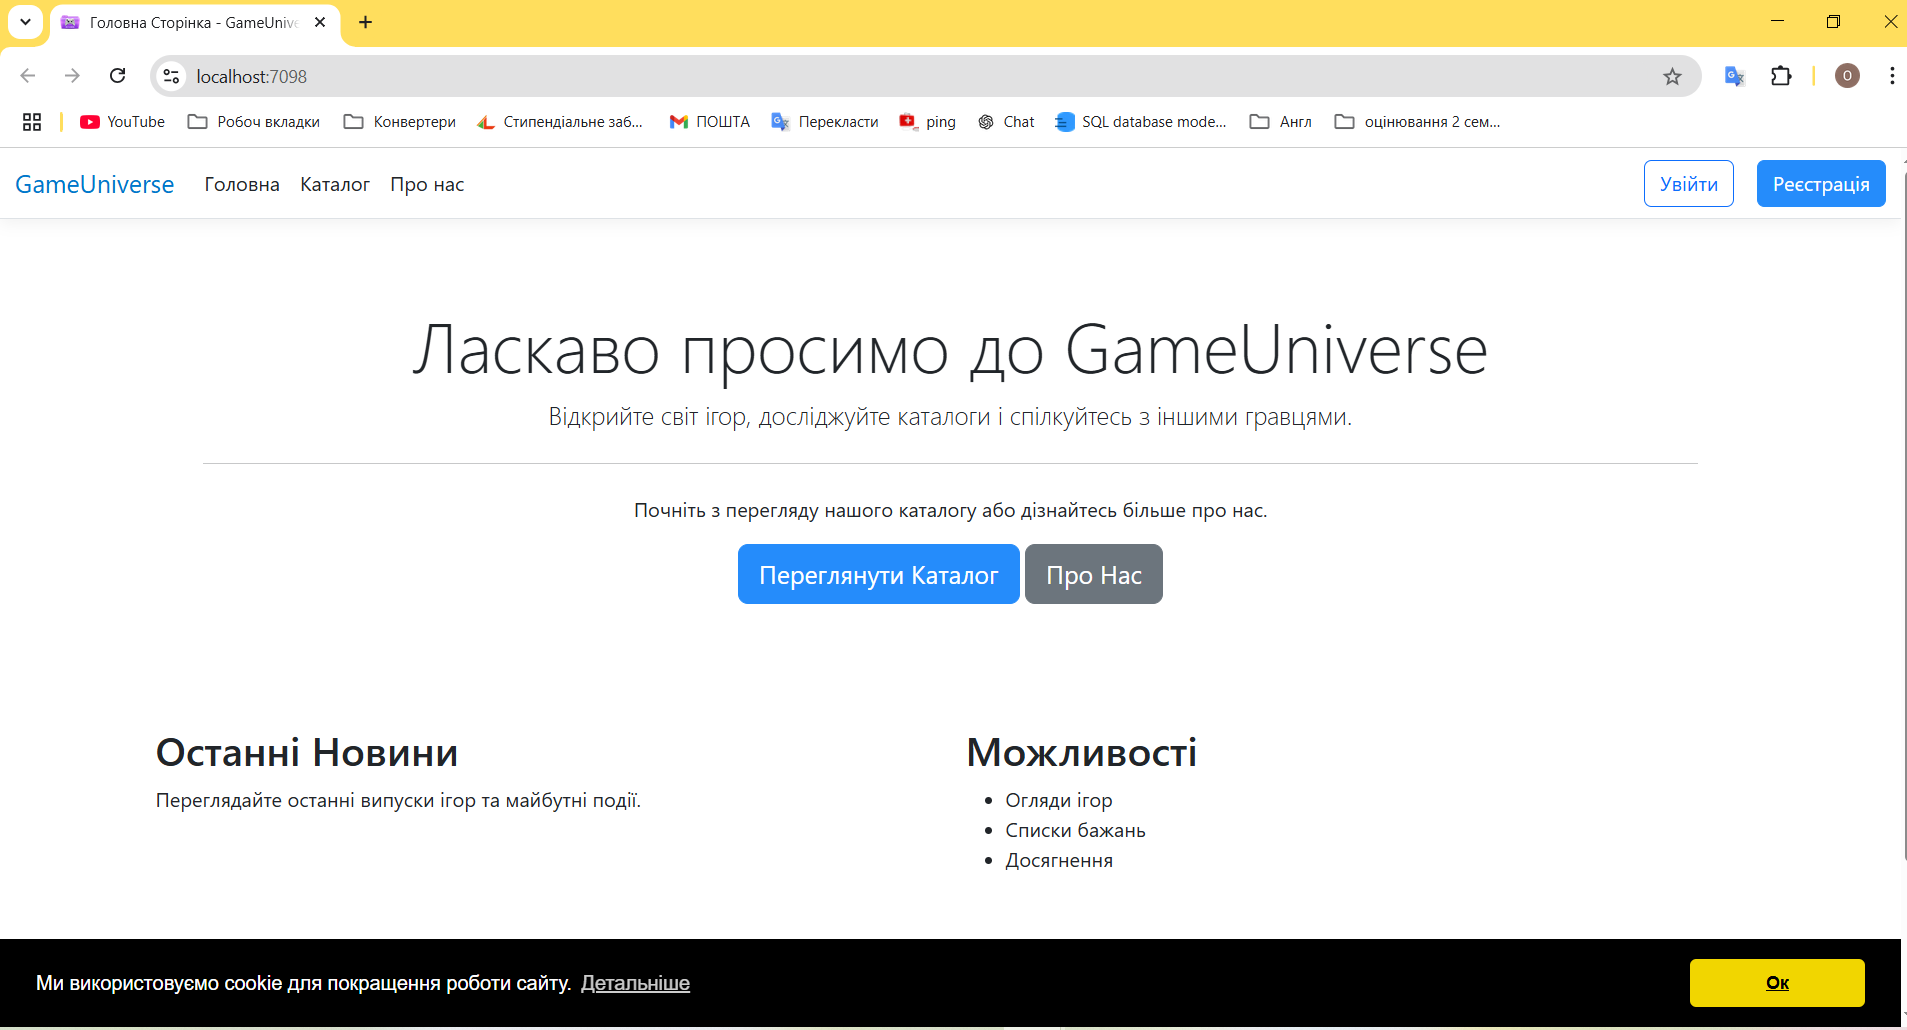 Головна Сторінка - GameUnive
localhost:7098
O
YouTube Робоч вкладки Конвертери Стипендіальне заб... ПОШТА Перекласти ping Chat SQL database mode... Англ оцінювання 2 сем...
GameUniverse Головна Каталог Про нас Увійти Реєстрація
Ласкаво просимо до GameUniverse
Відкрийте світ ігор, досліджуйте каталоги і спілкуйтесь з іншими гравцями.
Почніть з перегляду нашого каталогу або дізнайтесь більше про нас.
Переглянути Каталог Про Нас
Останні Новини
Переглядайте останні випуски ігор та майбутні події.
Можливості
Огляди ігор
Списки бажань
Досягнення
Ми використовуємо cookie для покращення роботи сайту. Детальніше
Ок